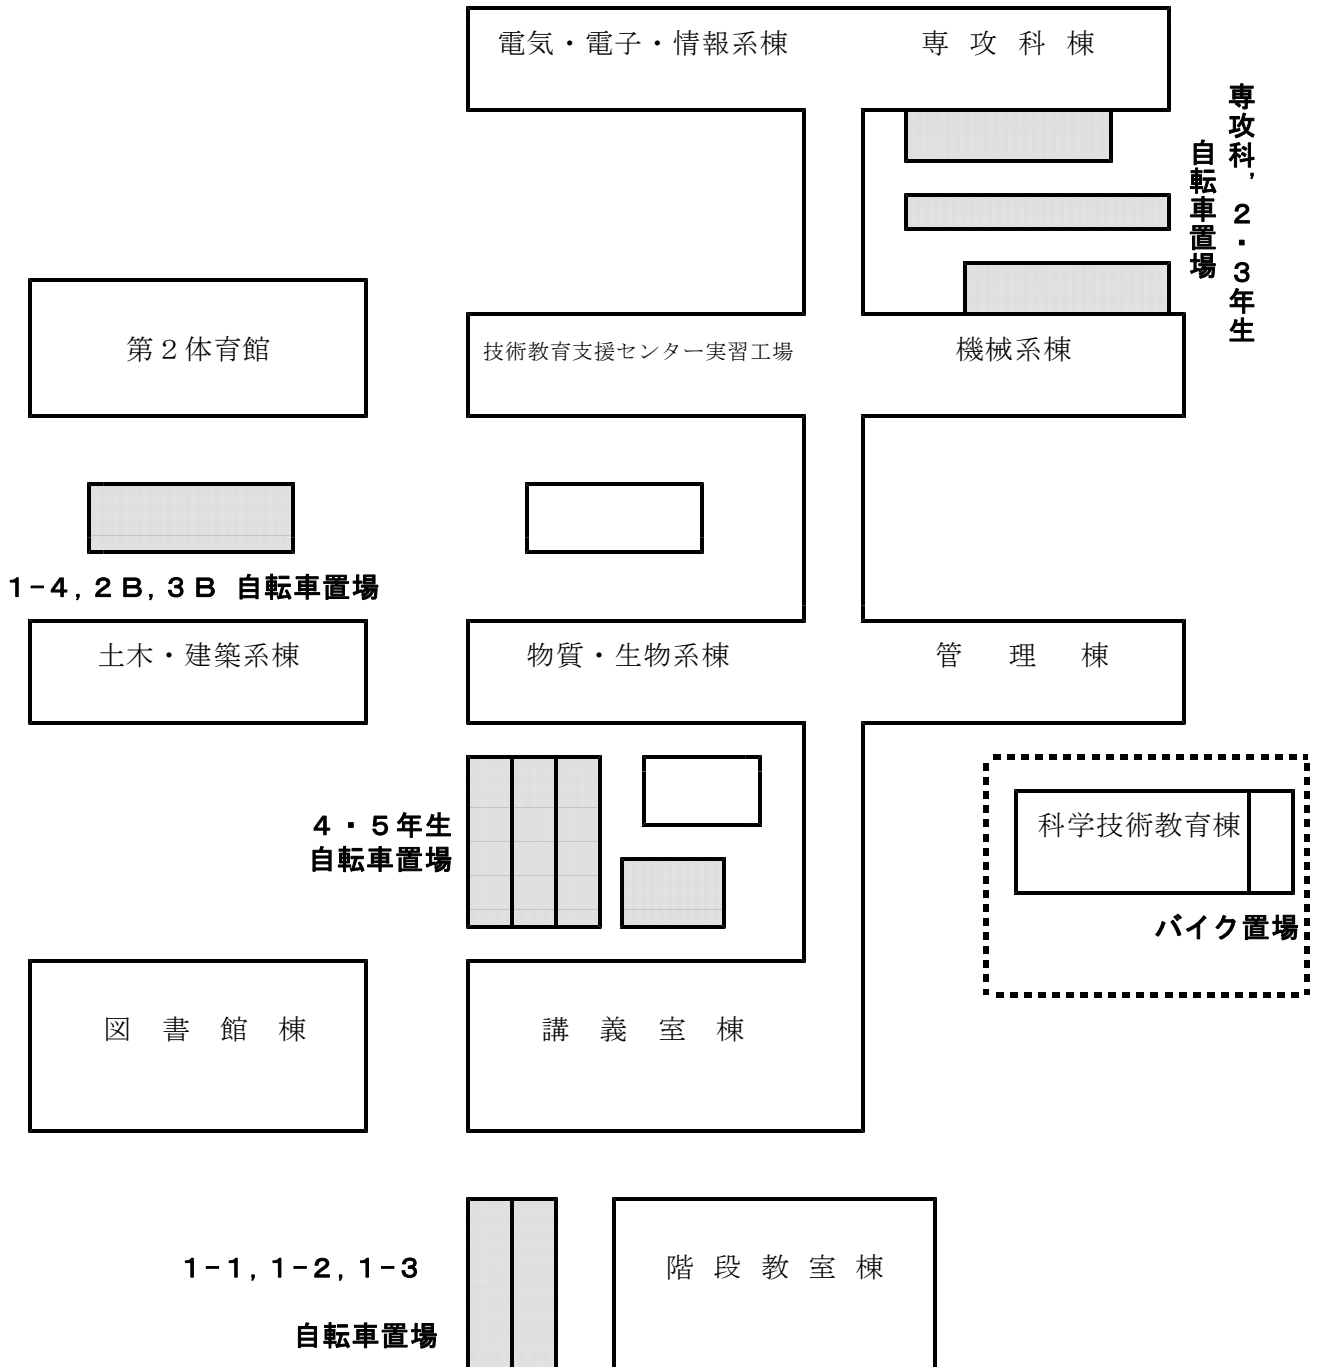 電気・電子・情報系棟
専攻科棟
専攻科,2・3年生
自転車置場
第2体育館
技術教育支援センター実習工場
機械系棟
1-4,2B,3B 自転車置場
土木・建築系棟
物質・生物系棟
管理棟
4・5年生
自転車置場
科学技術教育棟
バイク置場
図書館棟
講義室棟
1-1,1-2,1-3
自転車置場
階段教室棟